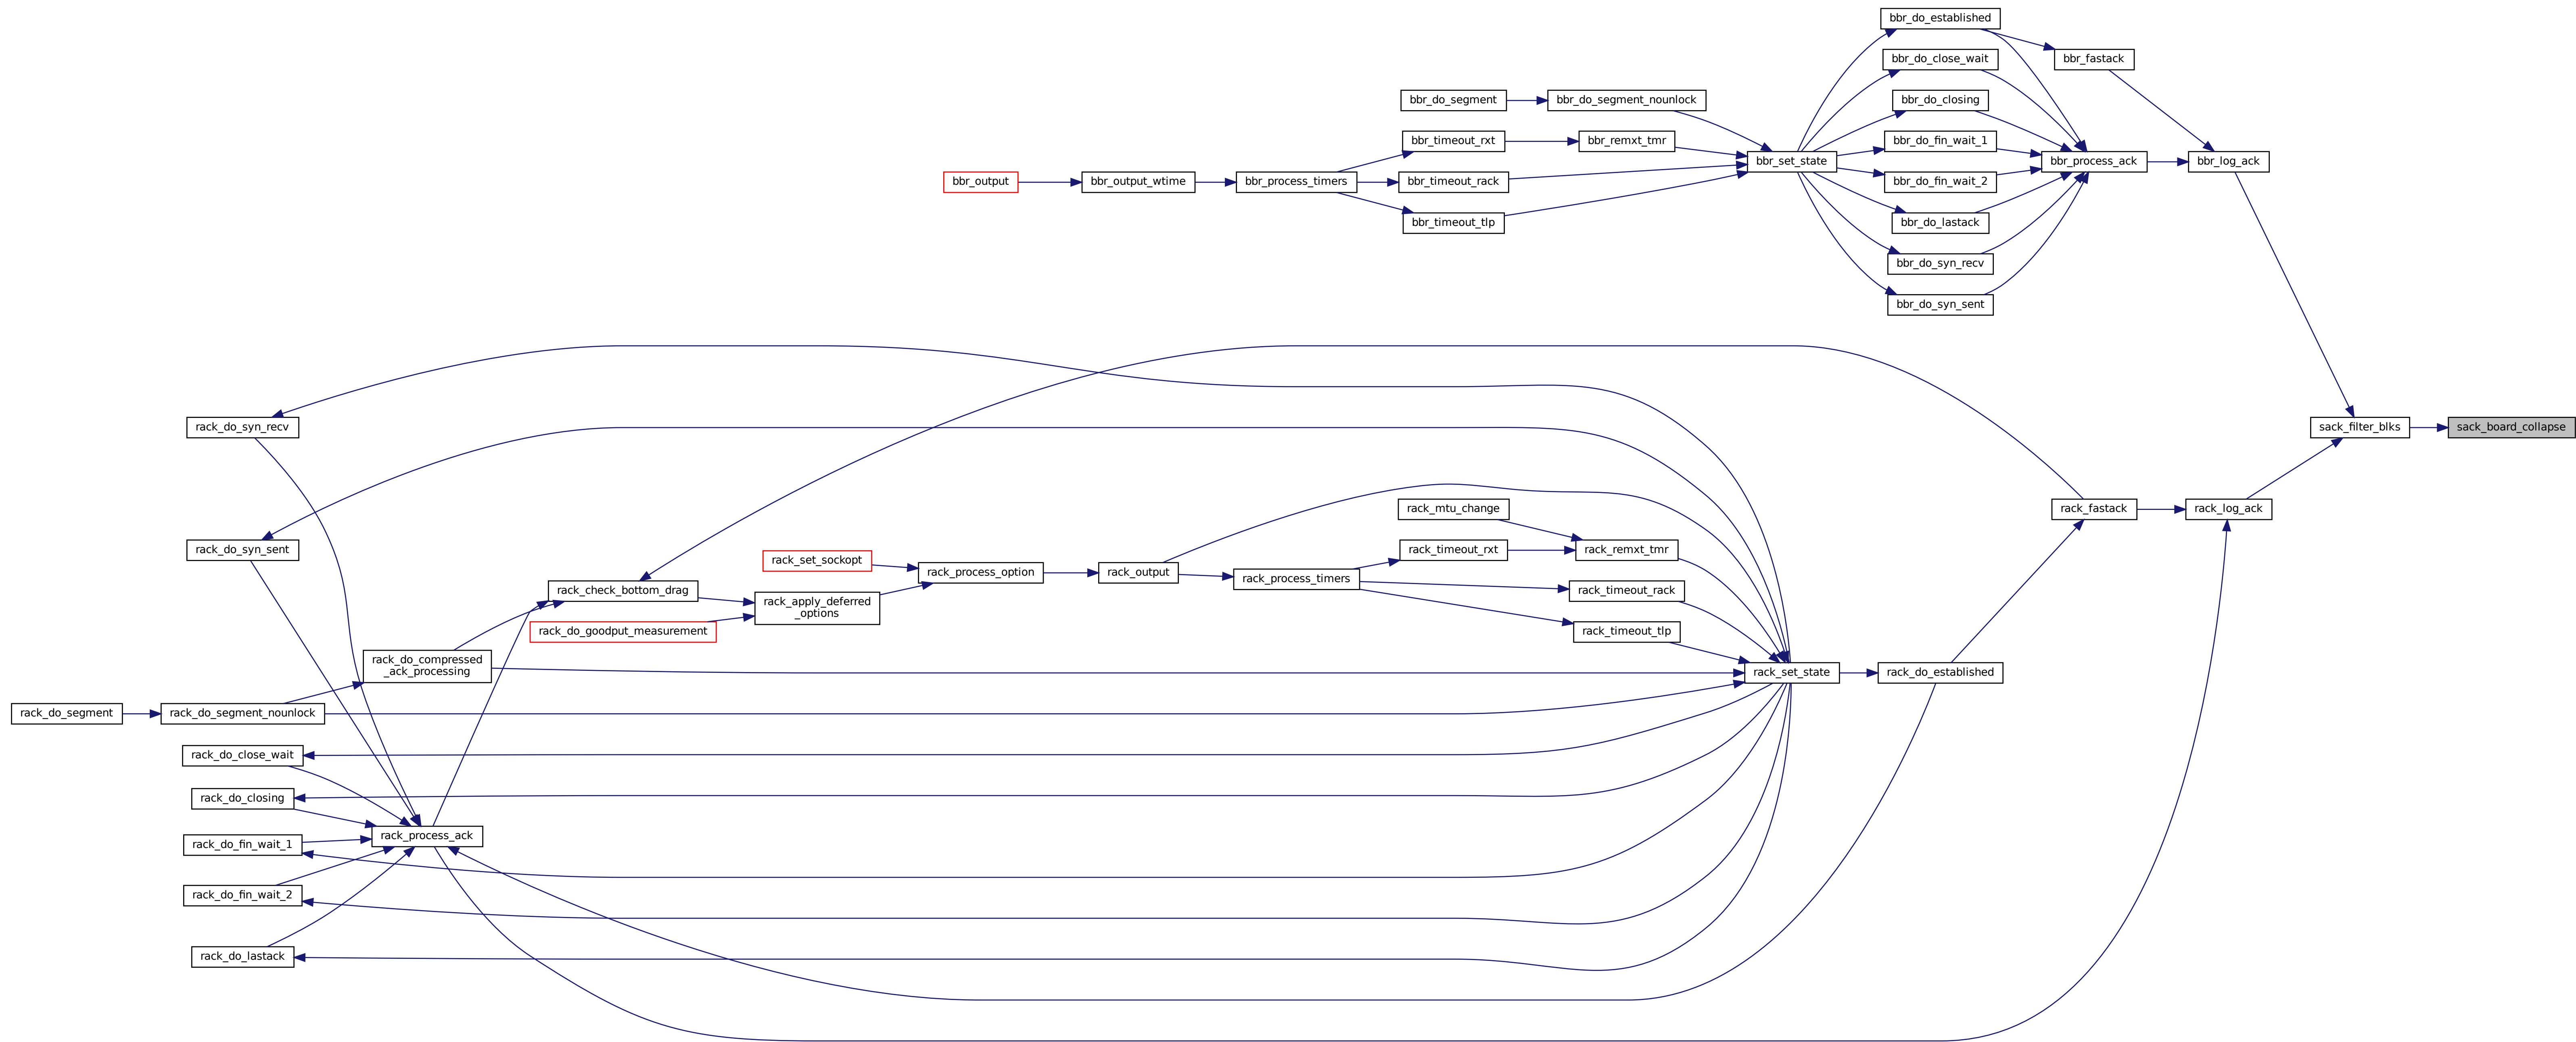 bbr_do_established
bbr_do_close_wait
bbr_fastack
bbr_do_segment
bbr_do_segment_nounlock
bbr_do_closing
bbr_timeout_rxt
bbr_remxt_tmr
bbr_do_fin_wait_1
bbr_set_state
bbr_process_ack
bbr_log_ack
bbr_output
bbr_output_wtime
bbr_process_timers
bbr_timeout_rack
bbr_do_fin_wait_2
bbr_timeout_tlp
bbr_do_lastack
bbr_do_syn_recv
bbr_do_syn_sent
rack_do_syn_recv
sack_filter_blks
sack_board_collapse
rack_mtu_change
rack_fastack
rack_log_ack
rack_do_syn_sent
rack_timeout_rxt
rack_remxt_tmr
rack_set_sockopt
rack_process_option
rack_output
rack_process_timers
rack_check_bottom_drag
rack_timeout_rack
rack_apply_deferred
_options
rack_do_goodput_measurement
rack_timeout_tlp
rack_do_compressed
_ack_processing
rack_set_state
rack_do_established
rack_do_segment
rack_do_segment_nounlock
rack_do_close_wait
rack_do_closing
rack_process_ack
rack_do_fin_wait_1
rack_do_fin_wait_2
rack_do_lastack